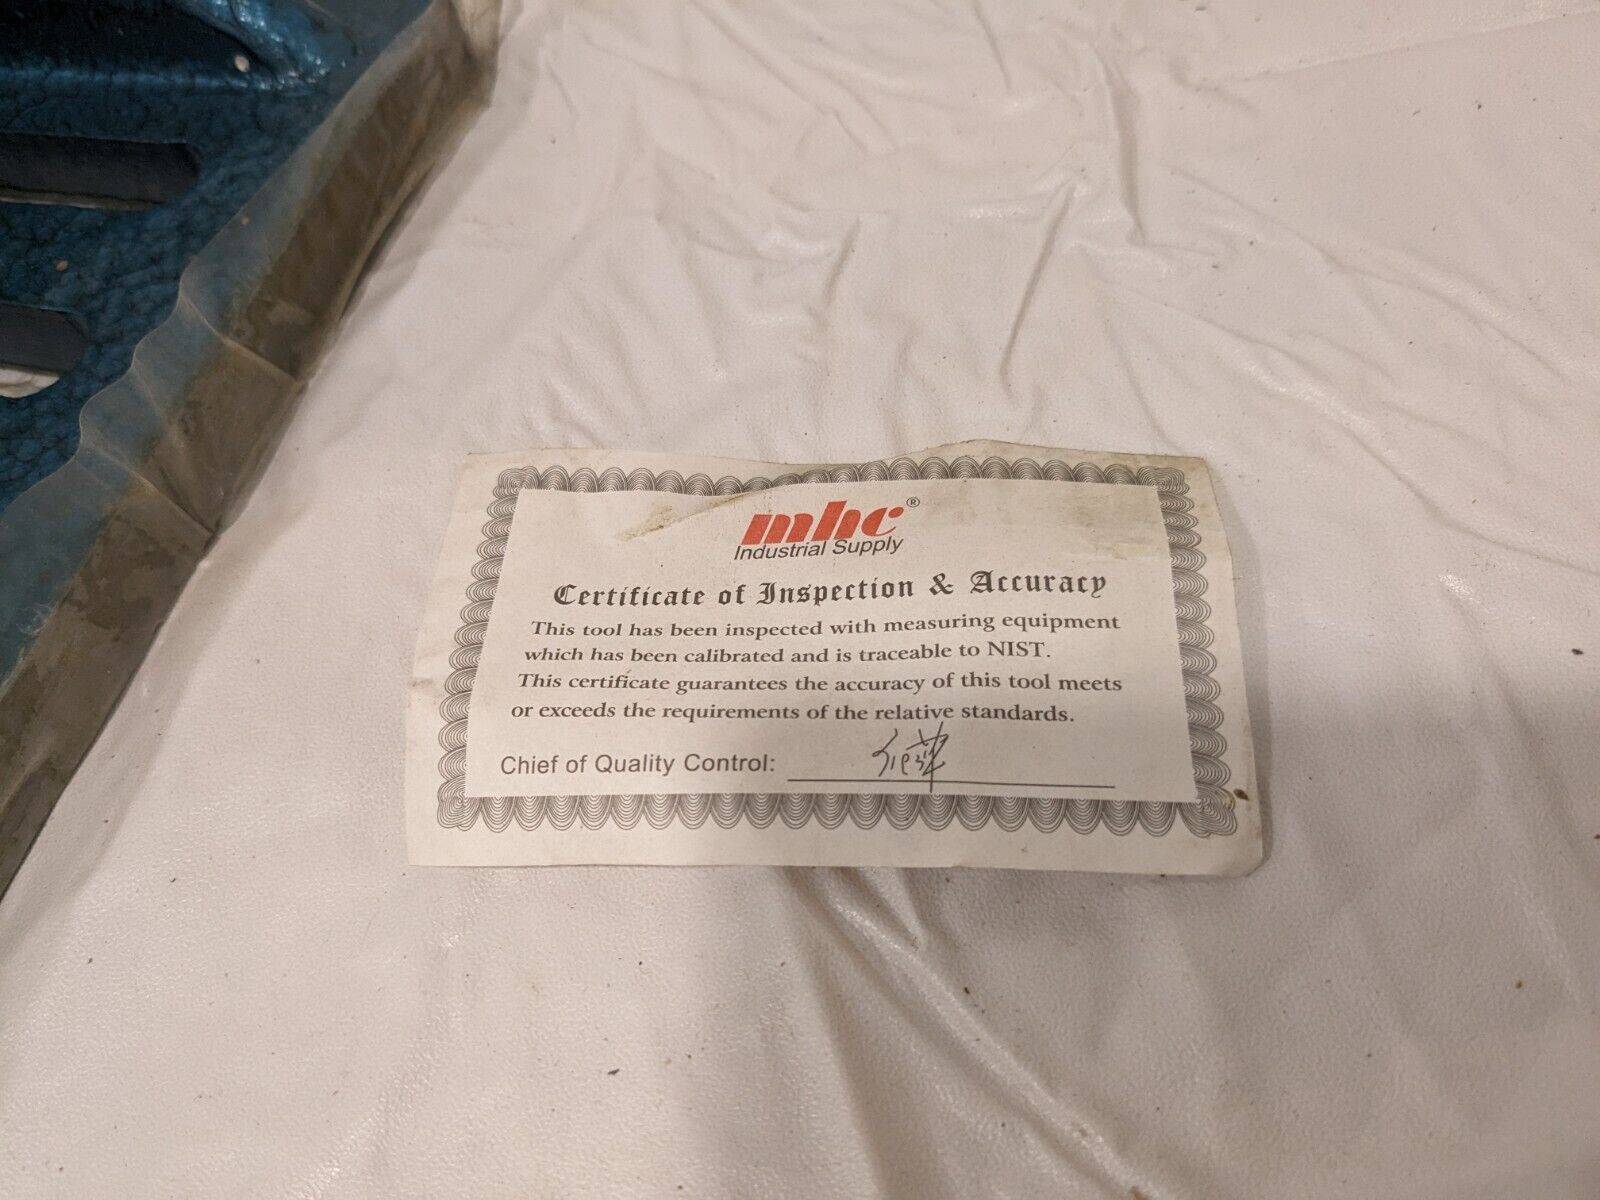 mhc®
Industrial Supply
Certificate of Inspection & Accuracy
This tool has been inspected with measuring equipment
which has been calibrated and is traceable to NIST.
This certificate guarantees the accuracy of this tool meets
or exceeds the requirements of the relative standards.
Chief of Quality Control: